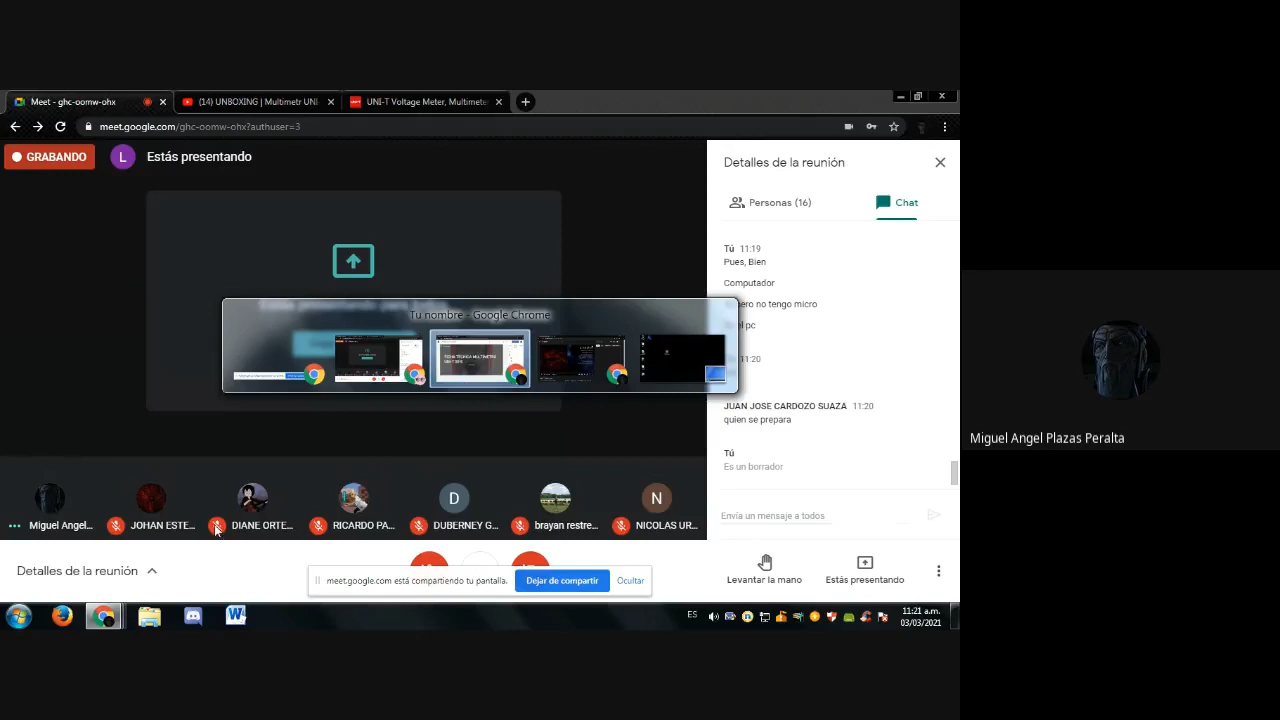 Meet - ghc-oomw-ohx
(14) UNBOXING | Multimetr UNI
UNI-T Voltage Meter, Multimete
meet.google.com/ghc-oomw-ohx?authuser=3
GRABANDO
L
Estás presentando
Detalles de la reunión
Personas (16)
Chat
Tú 11:19
Pues, Bien
Computador
ero no tengo micro
el pc
11:20
JUAN JOSE CARDOZO SUAZA 11:20
quien se prepara
Tú
Es un borrador
Envía un mensaje a todos
Tu nombre - Google Chrome
FICHA TECNICA MULTIMETRO
Miguel Angel...
JOHAN ESTE...
DIANE ORTE...
RICARDO PA...
D
DUBERNEY G...
brayan restre...
N
NICOLAS UR...
Detalles de la reunión
meet.google.com está compartiendo tu pantalla.
Dejar de compartir
Ocultar
Levantar la mano
Estás presentando
ES
11:21 a.m.
03/03/2021
Miguel Angel Plazas Peralta